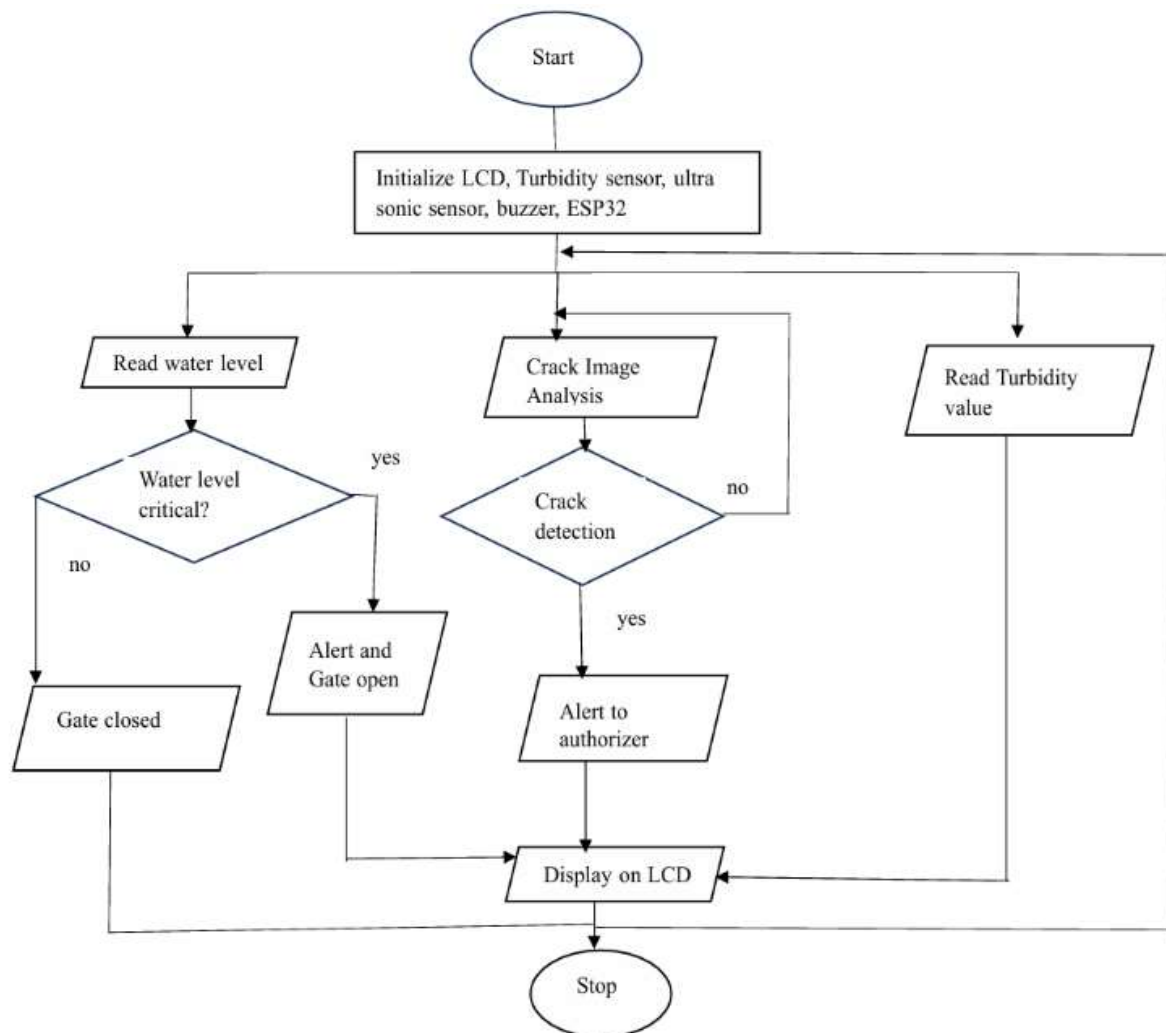 Start
Initialize LCD, Turbidity sensor, ultra
sonic sensor, buzzer, ESP32
Read water level
Crack Image
Analysis
Read Turbidity
value
Water level
critical?
yes
no
Crack
detection
no
yes
Alert and
Gate open
Gate closed
Alert to
authorizer
Display on LCD
Stop